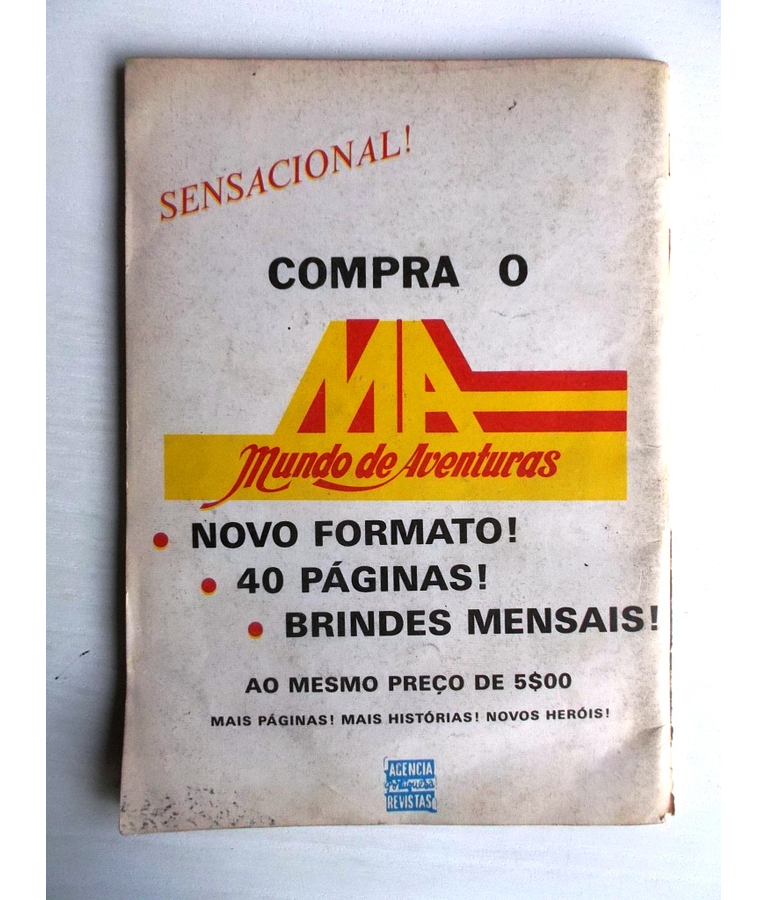 SENSACIONAL!
COMPRA O
MA
Mundo de Aventuras
• NOVO FORMATO!
• 40 PÁGINAS!
• BRINDES MENSAIS!
AO MESMO PREÇO DE 5$00
MAIS PÁGINAS! MAIS HISTÓRIAS! NOVOS HERÓIS!
AGENCIA
Portuguesa
REVISTAS